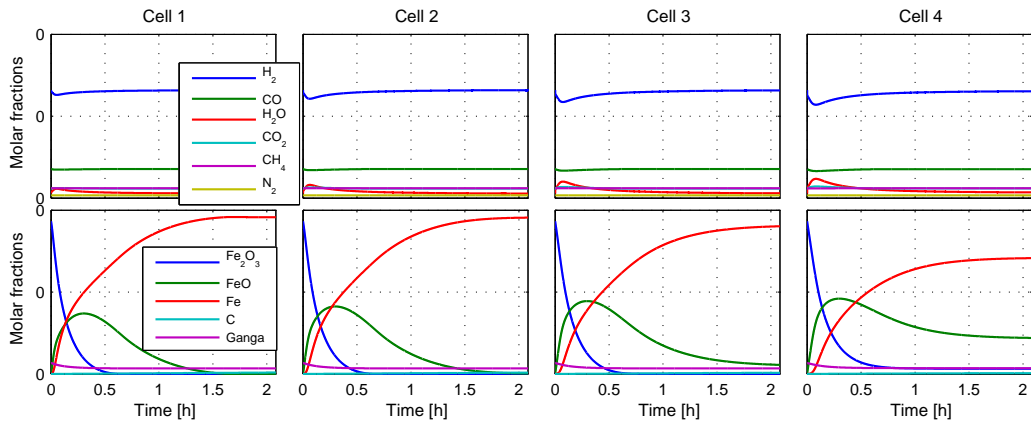 Cell 1 Cell 2 Cell 3 Cell 4
Molar fractions
0
0
0
H₂
CO
H₂O
CO₂
CH₄
N₂
Molar fractions
0
0
0
Fe₂O₃
FeO
Fe
C
Ganga
0 0.5 1 1.5 2 0 0.5 1 1.5 2 0 0.5 1 1.5 2 0 0.5 1 1.5 2
Time [h] Time [h] Time [h] Time [h]